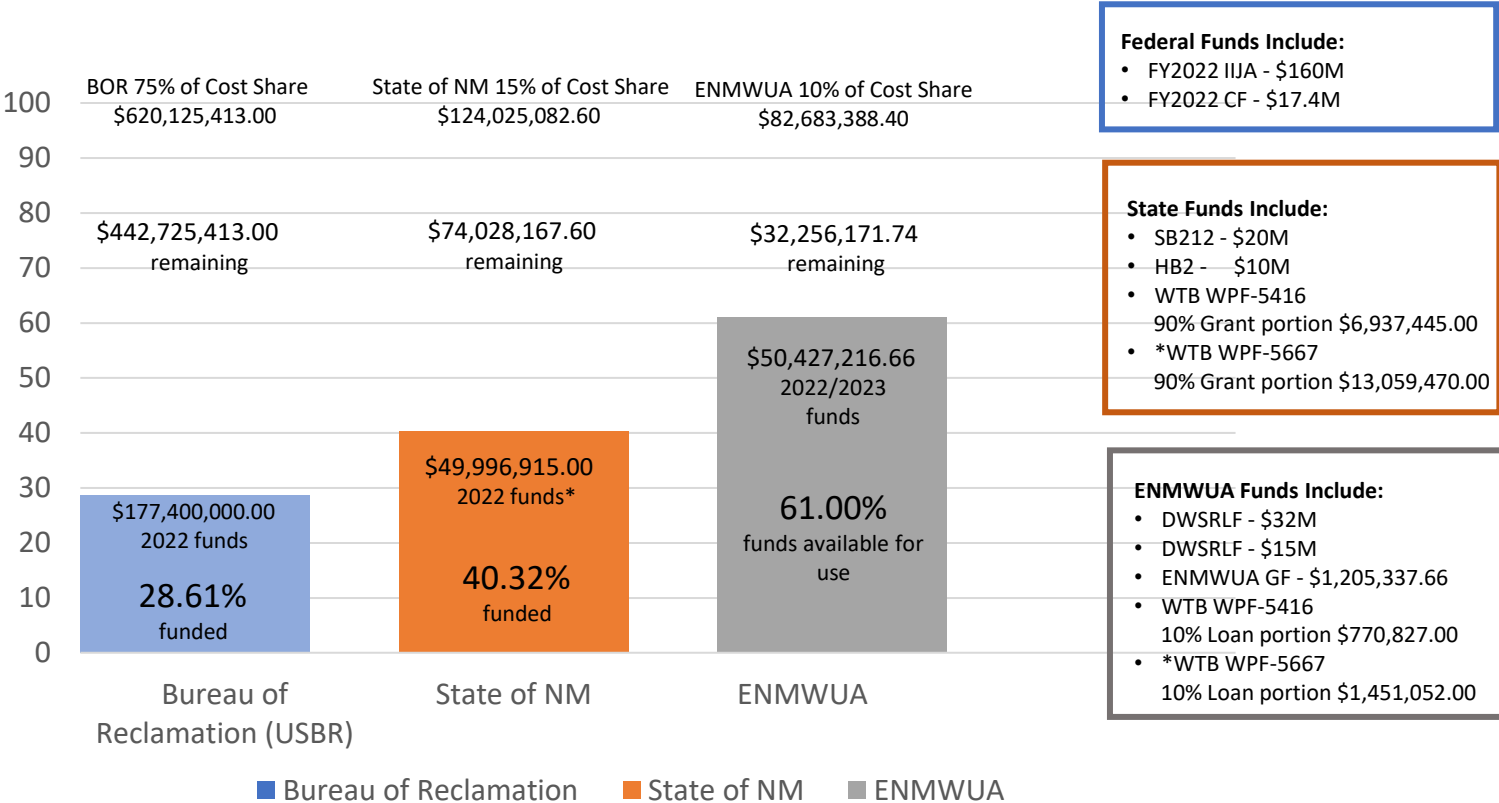 BOR 75% of Cost Share
$620,125,413.00
State of NM 15% of Cost Share
$124,025,082.60
ENMWUA 10% of Cost Share
$82,683,388.40
100
90
80
70
60
50
40
30
20
10
0
$442,725,413.00
remaining
$74,028,167.60
remaining
$32,256,171.74
remaining
$177,400,000.00
2022 funds
28.61%
funded
$49,996,915.00
2022 funds*
40.32%
funded
$50,427,216.66
2022/2023
funds
61.00%
funds available for
use
Bureau of
Reclamation (USBR)
State of NM
ENMWUA
Bureau of Reclamation
State of NM
ENMWUA
Federal Funds Include:
• FY2022 IIJA - $160M
• FY2022 CF - $17.4M
State Funds Include:
• SB212 - $20M
• HB2 - $10M
• WTB WPF-5416
90% Grant portion $6,937,445.00
• *WTB WPF-5667
90% Grant portion $13,059,470.00
ENMWUA Funds Include:
• DWSRLF - $32M
• DWSRLF - $15M
• ENMWUA GF - $1,205,337.66
• WTB WPF-5416
10% Loan portion $770,827.00
• *WTB WPF-5667
10% Loan portion $1,451,052.00